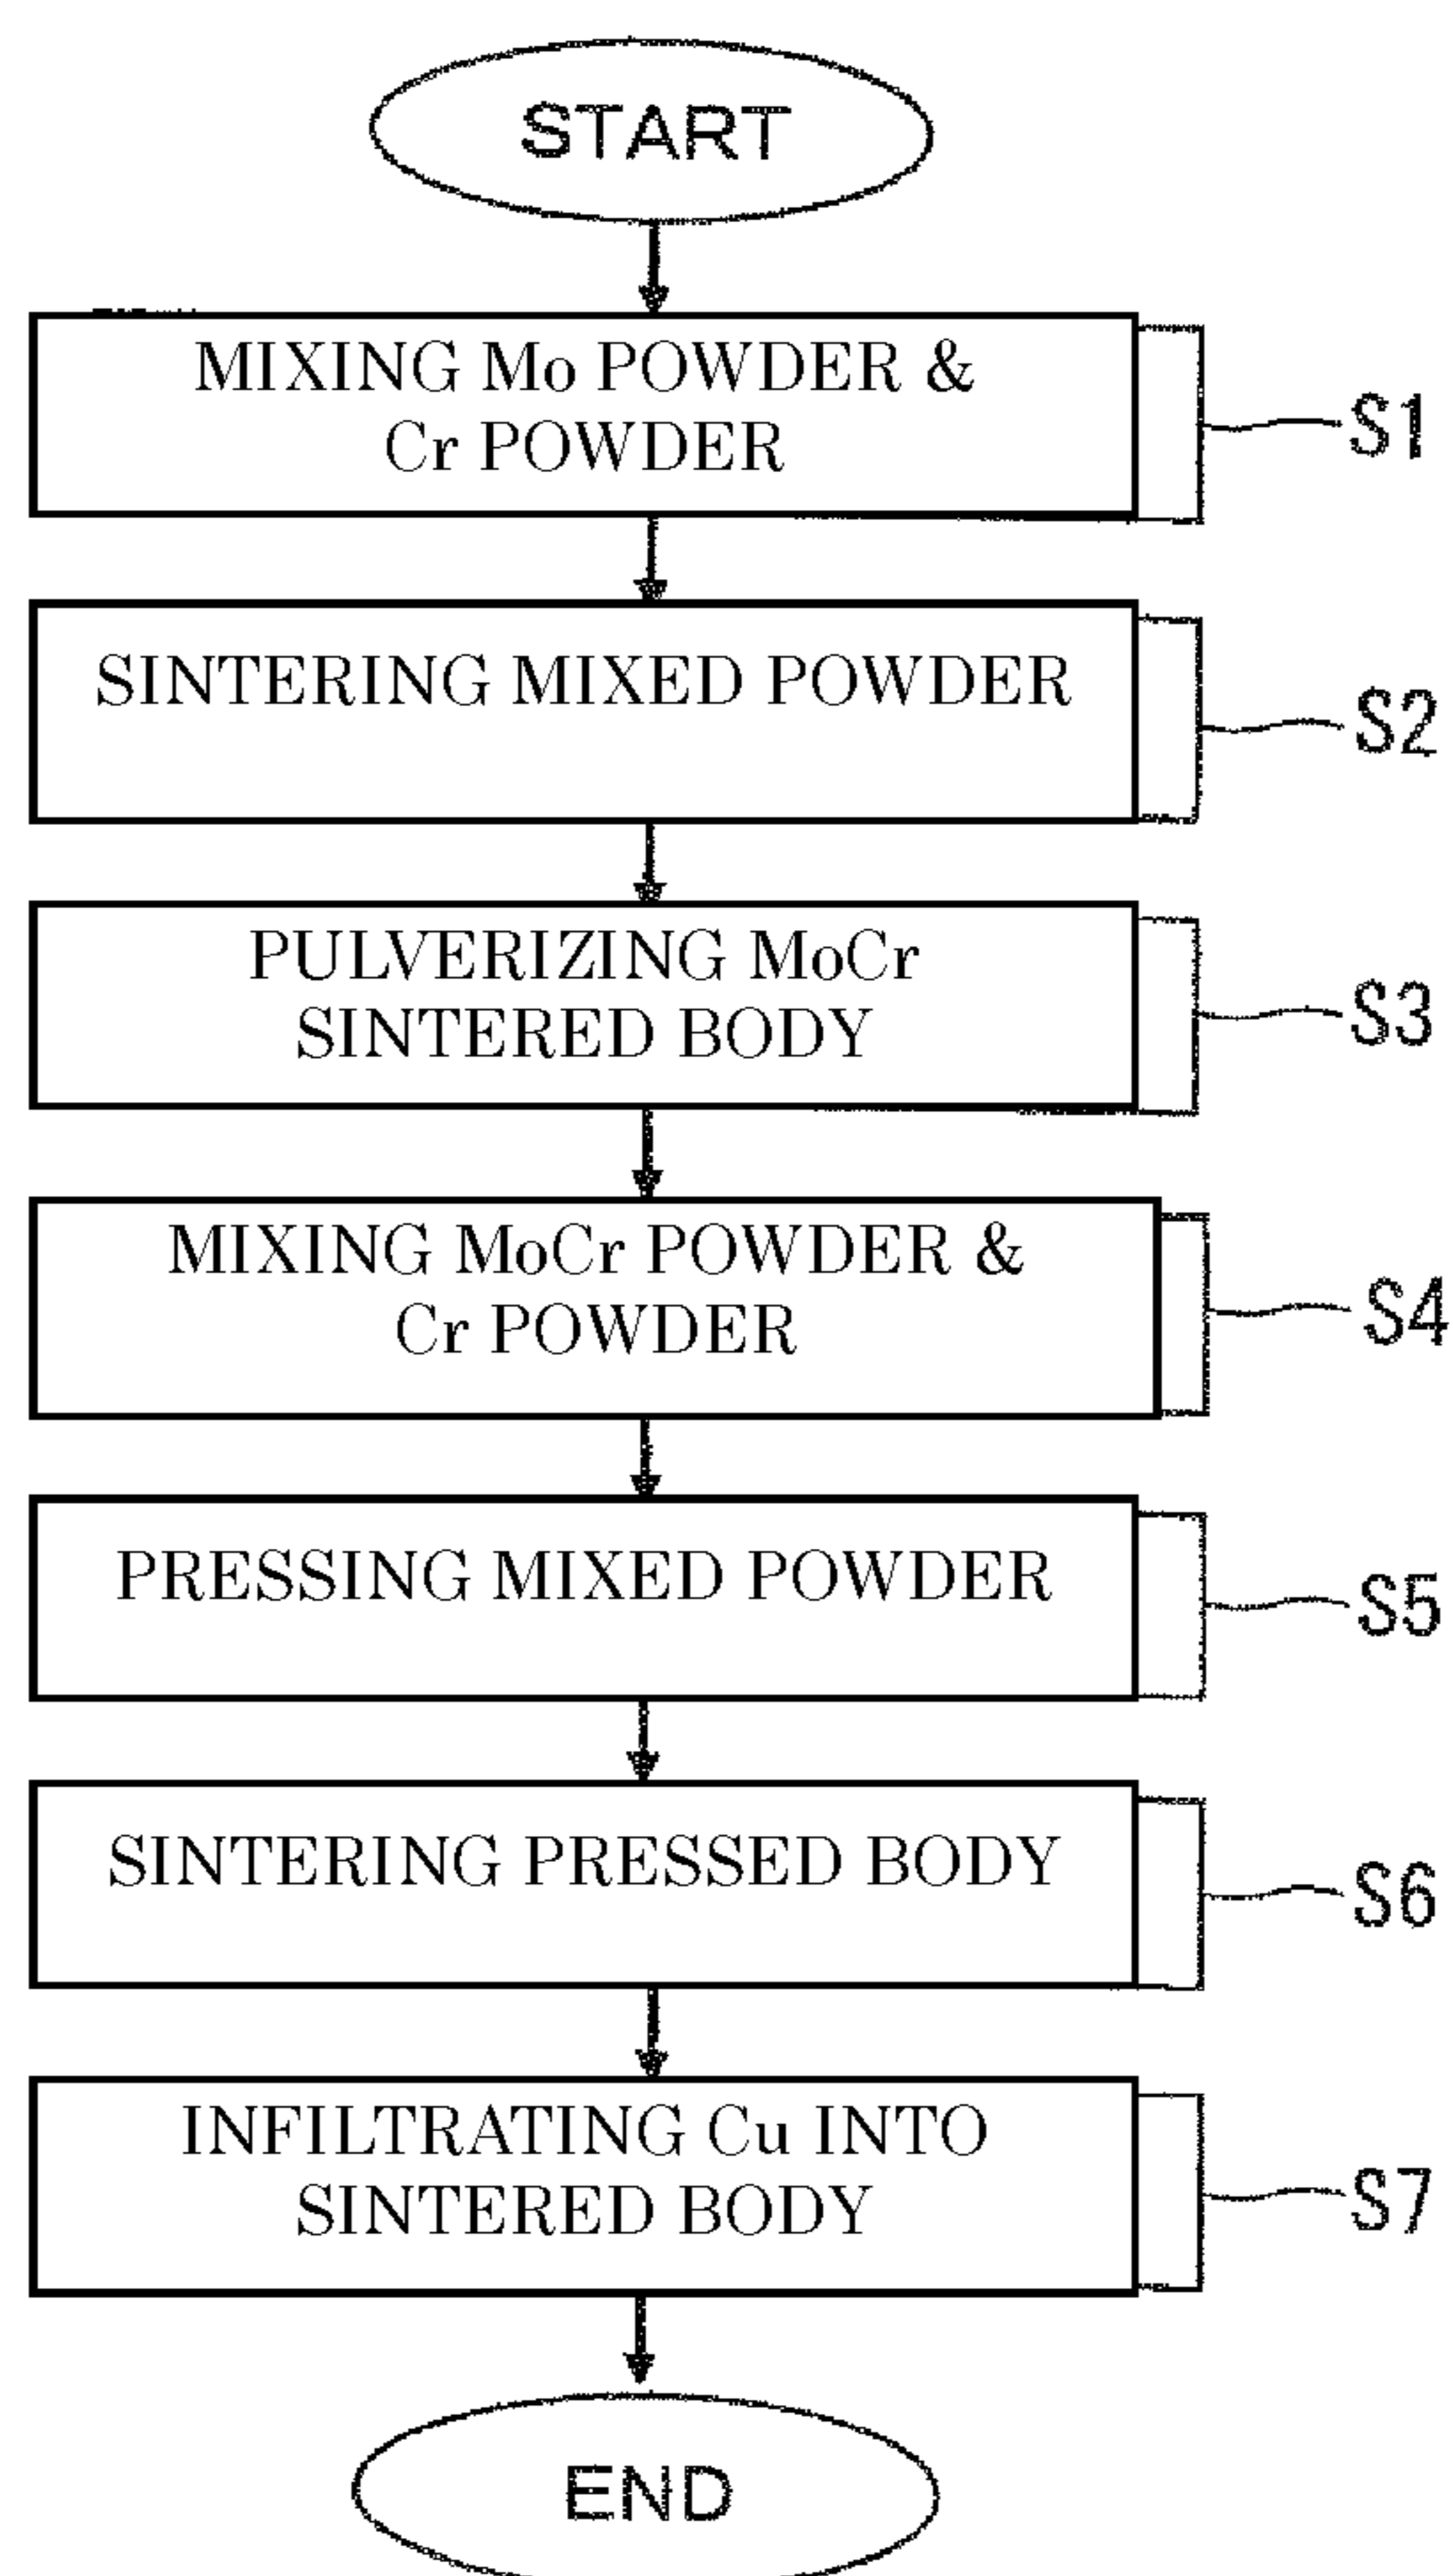 START
MIXING Mo POWDER &
Cr POWDER
S1
SINTERING MIXED POWDER
S2
PULVERIZING MoCr
SINTERED BODY
S3
MIXING MoCr POWDER &
Cr POWDER
S4
PRESSING MIXED POWDER
S5
SINTERING PRESSED BODY
S6
INFILTRATING Cu INTO
SINTERED BODY
S7
END